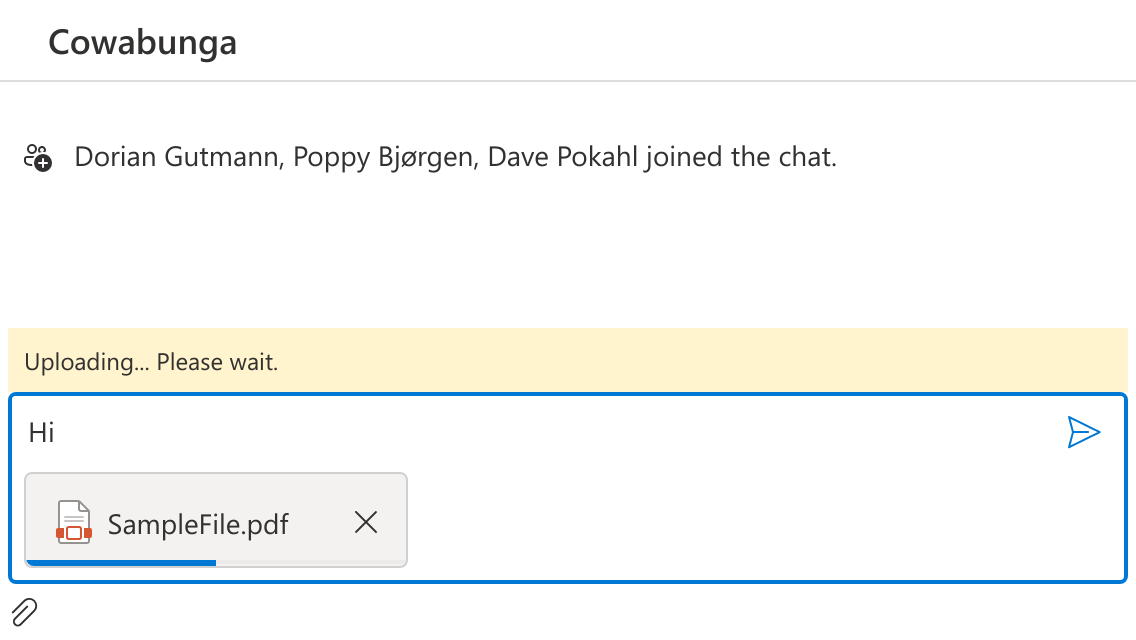 Cowabunga
Dorian Gutmann, Poppy Bjørgen, Dave Pokahl joined the chat.
Uploading... Please wait.
Hi
SampleFile.pdf